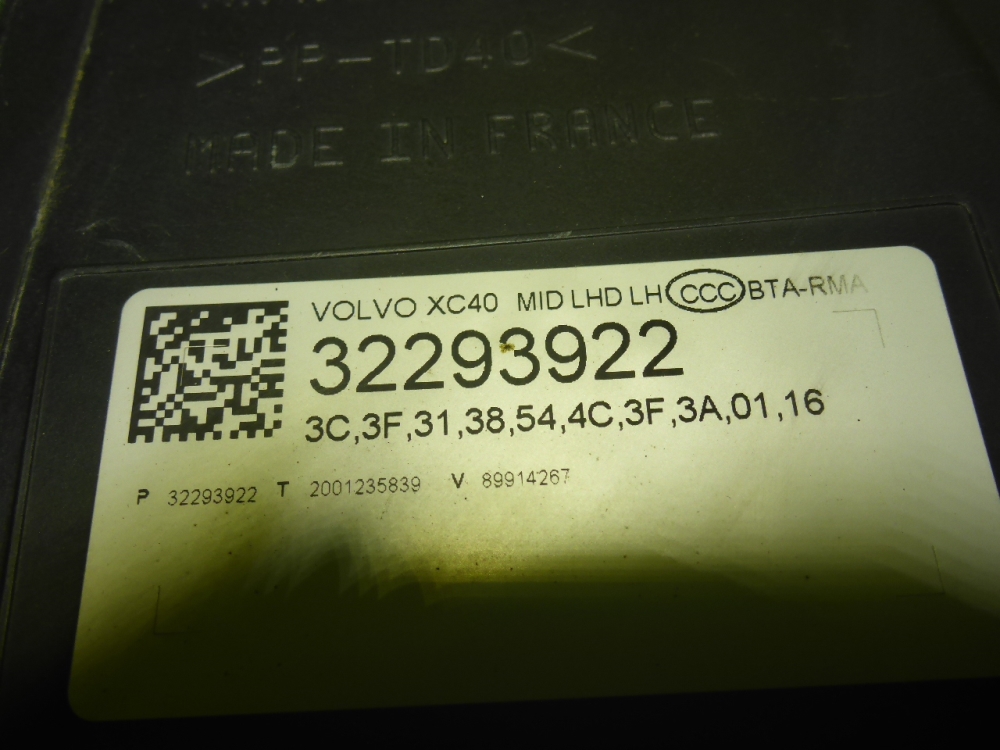 >PP-TD40<
MADE IN FRANCE
VOLVO XC40 MID LHD LH CCC BTA-RMA
32293922
3C,3F,31,38,54,4C,3F,3A,01,16
P 32293922 T 2001235839 V 89914267